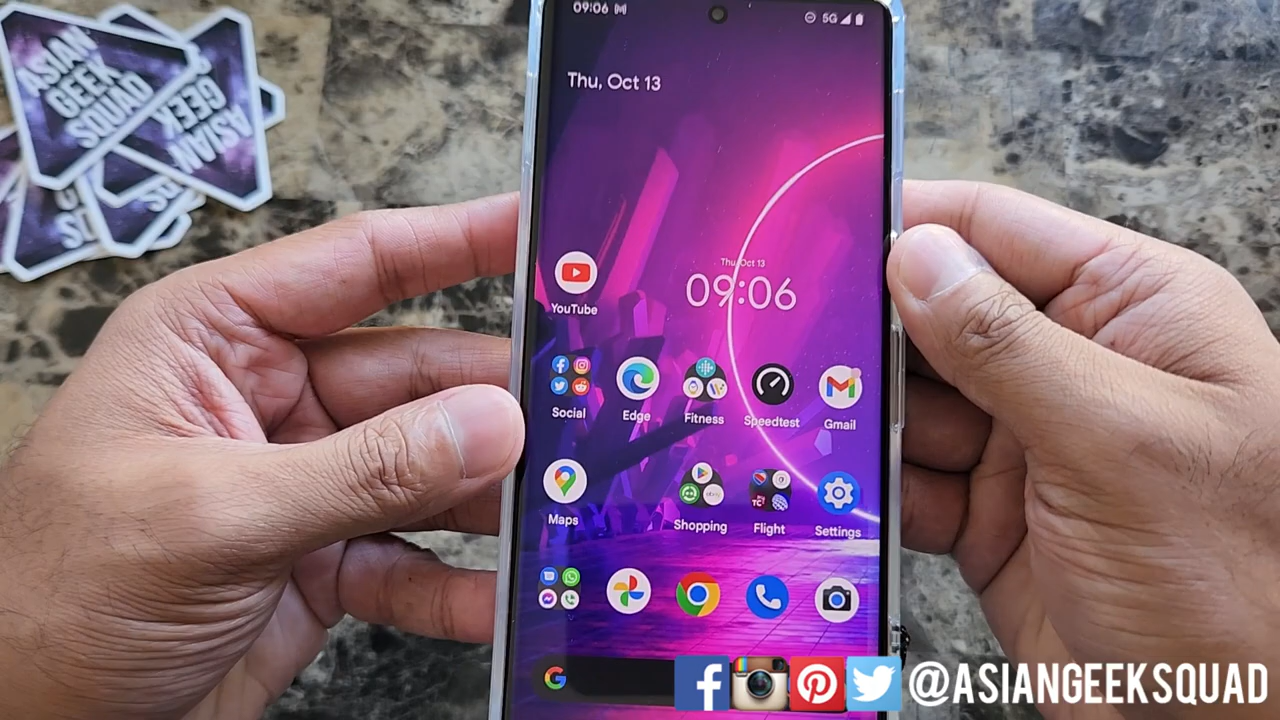 09:06
5G
Thu, Oct 13
ASIAN
GEEK
SQUAD
ASIAN
GEEK
Thu, Oct 13
09:06
YouTube
Social
Edge
Fitness
Speedtest
Gmail
Maps
Shopping
Flight
Settings
@ASIANGEEKSQUAD